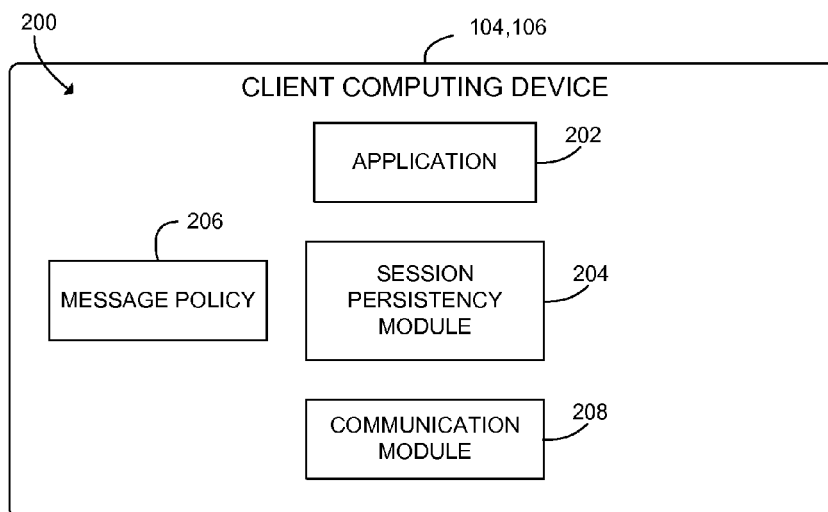 200
104,106
CLIENT COMPUTING DEVICE
APPLICATION
202
206
MESSAGE POLICY
SESSION
PERSISTENCY
MODULE
204
COMMUNICATION
MODULE
208